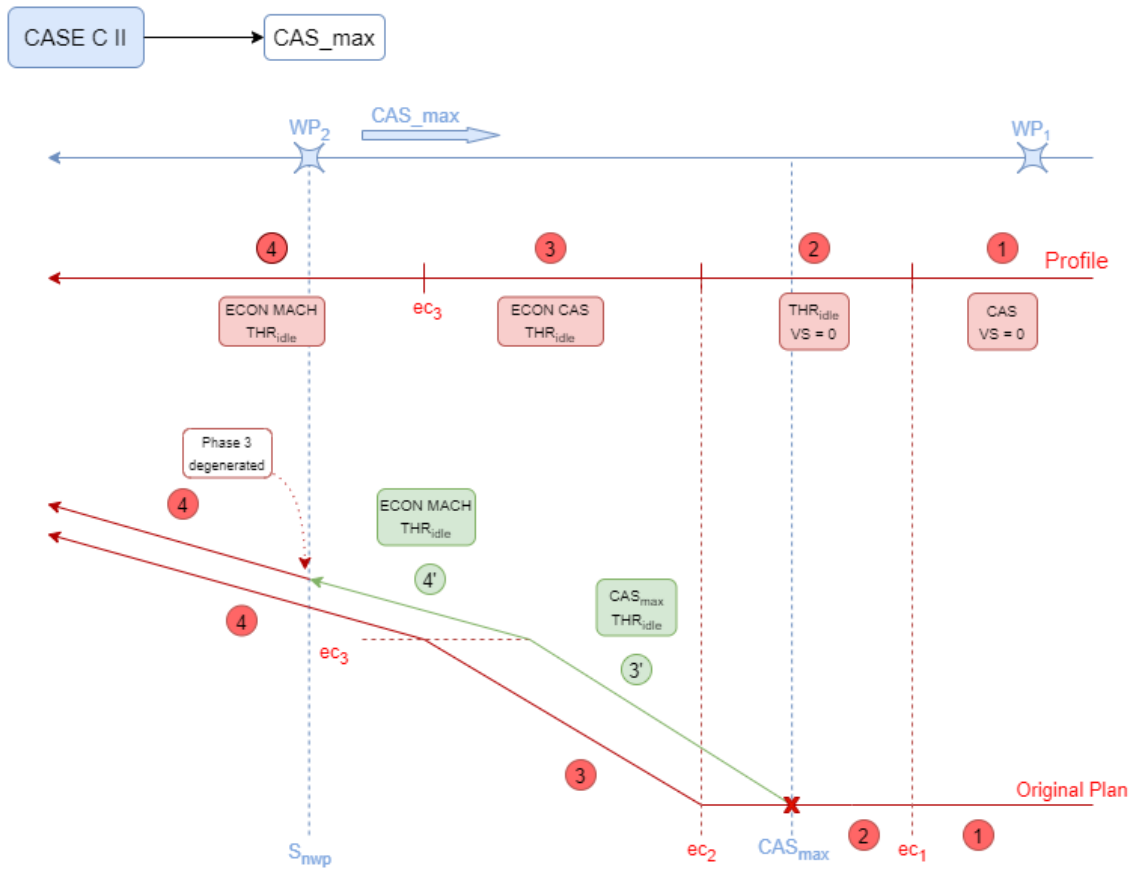 CASE C II
CAS_max
CAS_max
WP2
WP1
4
3
2
1
Profile
ec3
ECON MACH
THRidle
ECON CAS
THRidle
THRidle
VS = 0
CAS
VS = 0
Phase 3
degenerated
4
ECON MACH
THRidle
4'
CASmax
THRidle
4
ec3
3'
3
Original Plan
2
1
Snwp
ec2
CASmax
ec1